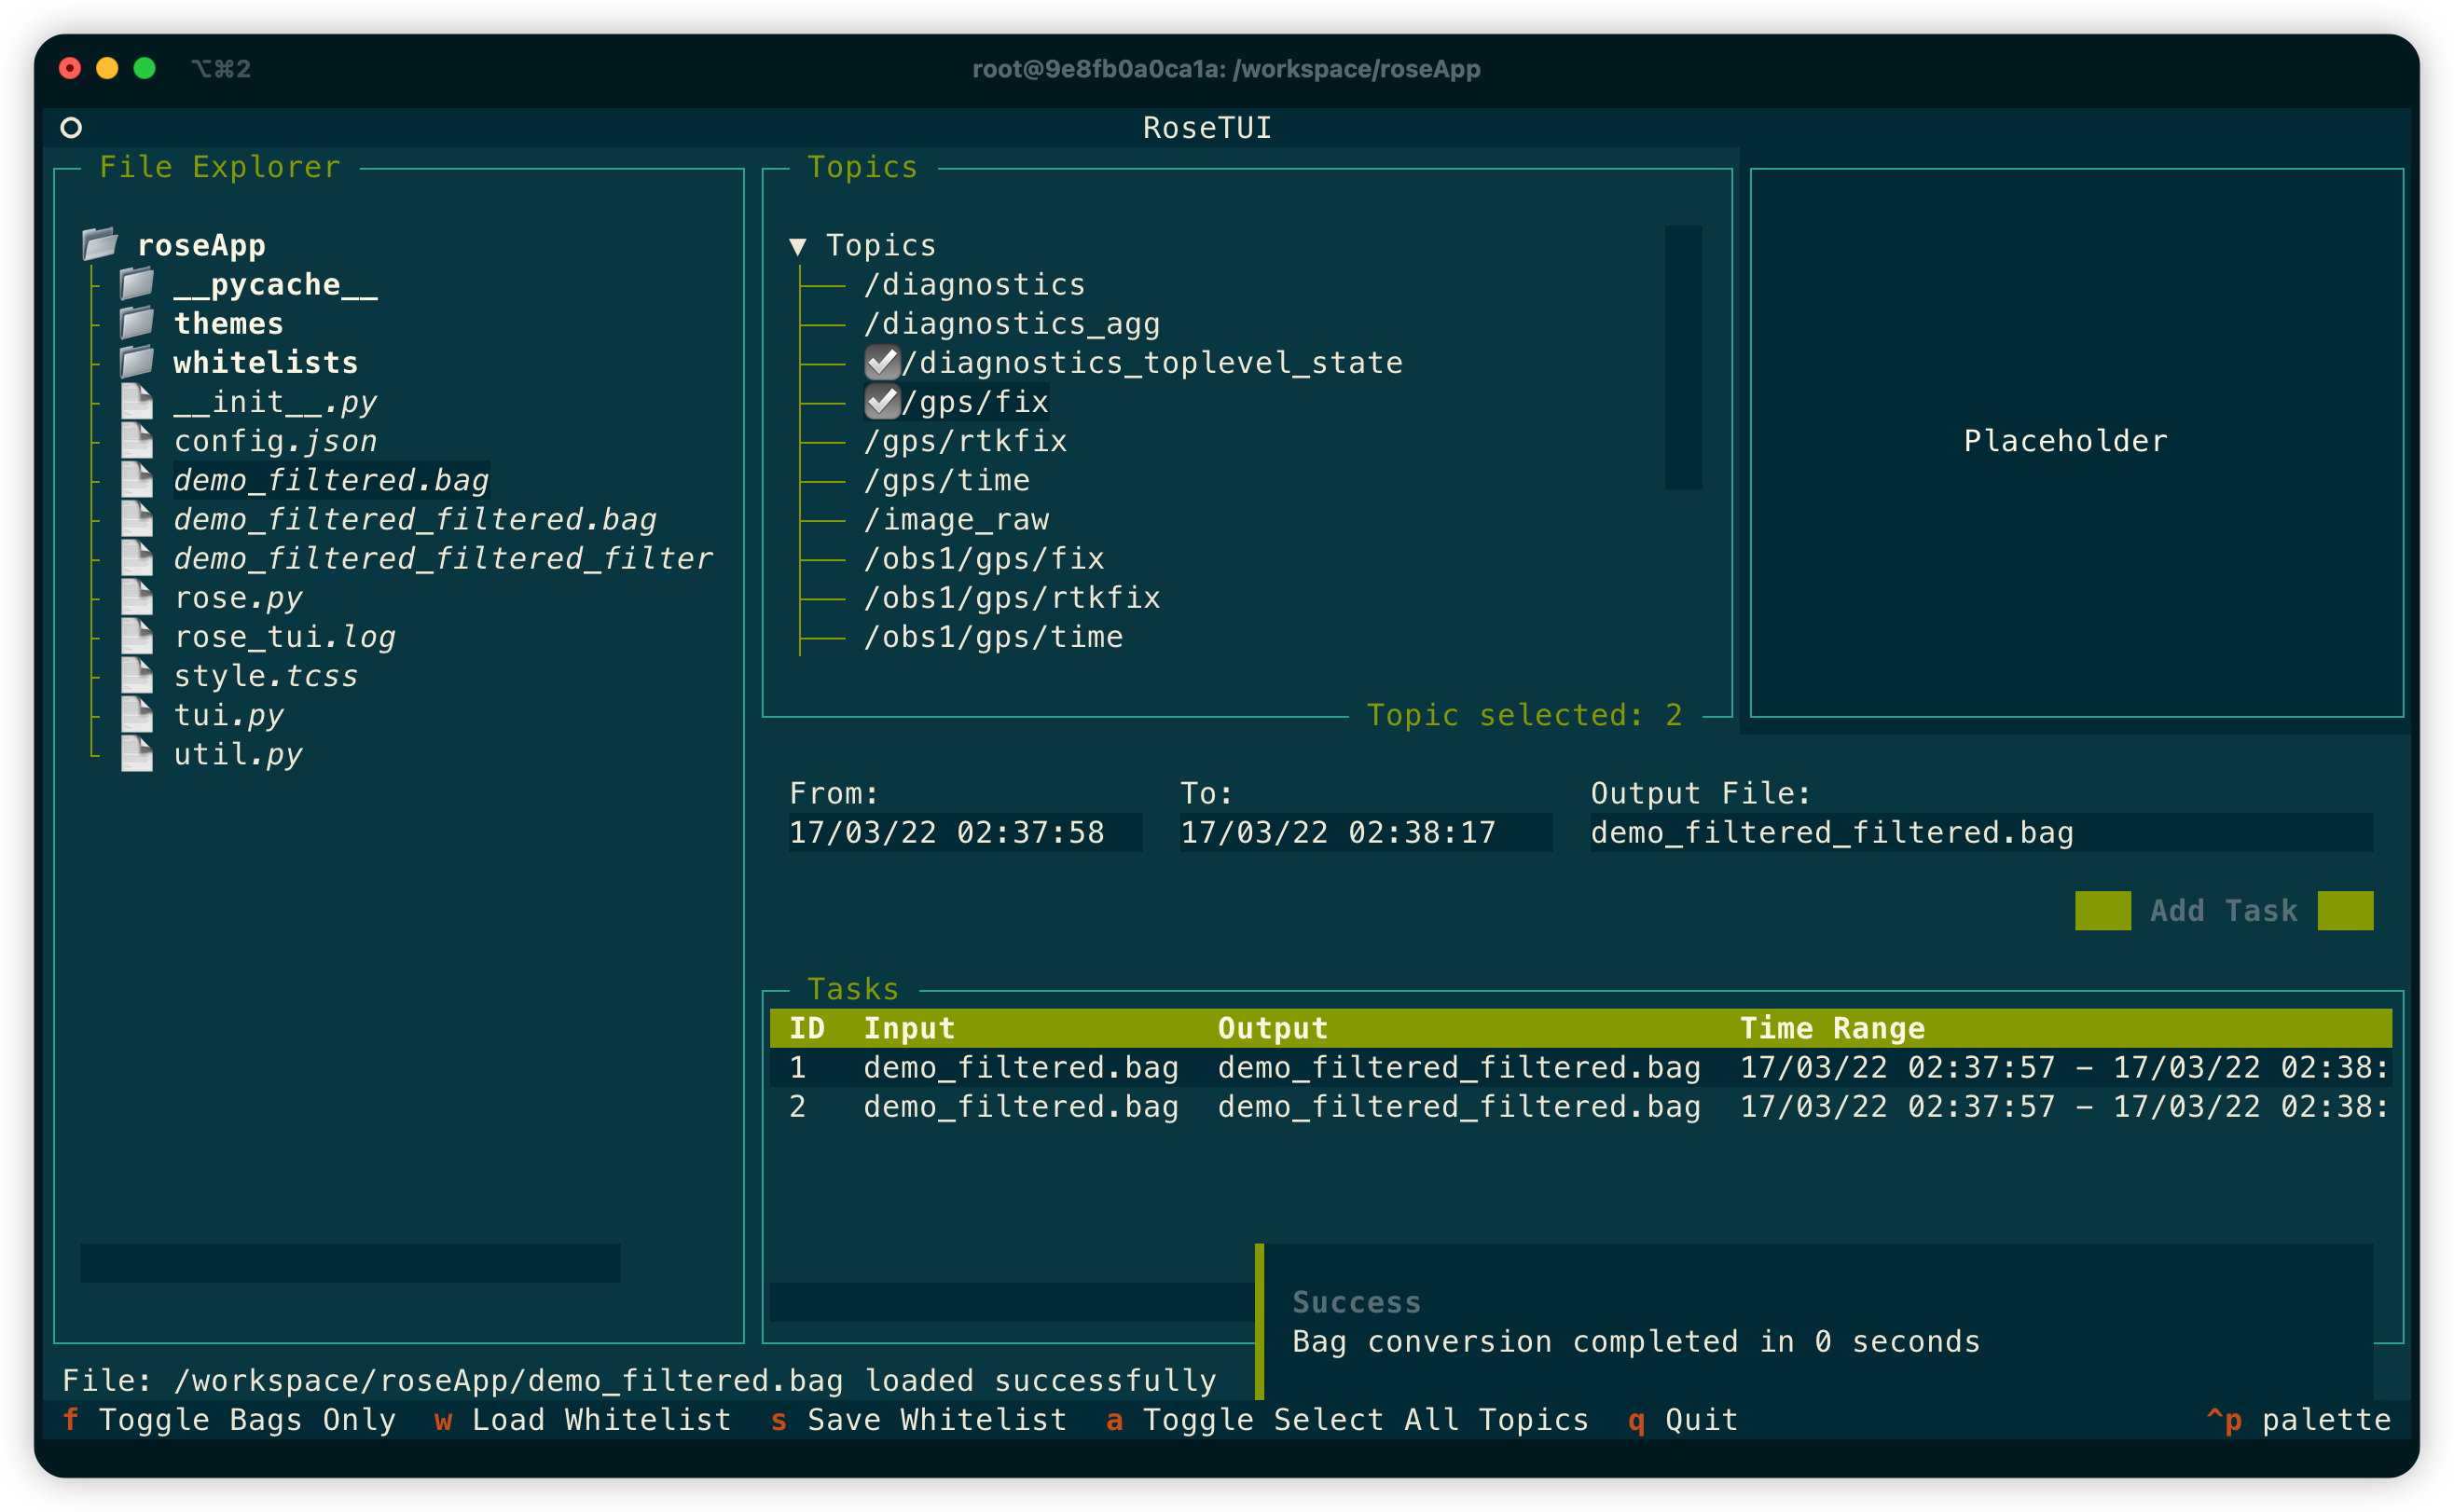 ⌥⌘2
root@9e8fb0a0ca1a: /workspace/roseApp
RoseTUI
File Explorer
roseApp
__pycache__
themes
whitelists
__init__.py
config.json
demo_filtered.bag
demo_filtered_filtered.bag
demo_filtered_filtered_filter
rose.py
rose_tui.log
style.tcss
tui.py
util.py
Topics
▼ Topics
/diagnostics
/diagnostics_agg
/diagnostics_toplevel_state
/gps/fix
/gps/rtkfix
/gps/time
/image_raw
/obs1/gps/fix
/obs1/gps/rtkfix
/obs1/gps/time
Topic selected: 2
Placeholder
From: To: Output File:
17/03/22 02:37:58 17/03/22 02:38:17 demo_filtered_filtered.bag
Add Task
Tasks
ID Input Output Time Range
1 demo_filtered.bag demo_filtered_filtered.bag 17/03/22 02:37:57 – 17/03/22 02:38:
2 demo_filtered.bag demo_filtered_filtered.bag 17/03/22 02:37:57 – 17/03/22 02:38:
Success
Bag conversion completed in 0 seconds
File: /workspace/roseApp/demo_filtered.bag loaded successfully
f Toggle Bags Only w Load Whitelist s Save Whitelist a Toggle Select All Topics q Quit ^p palette